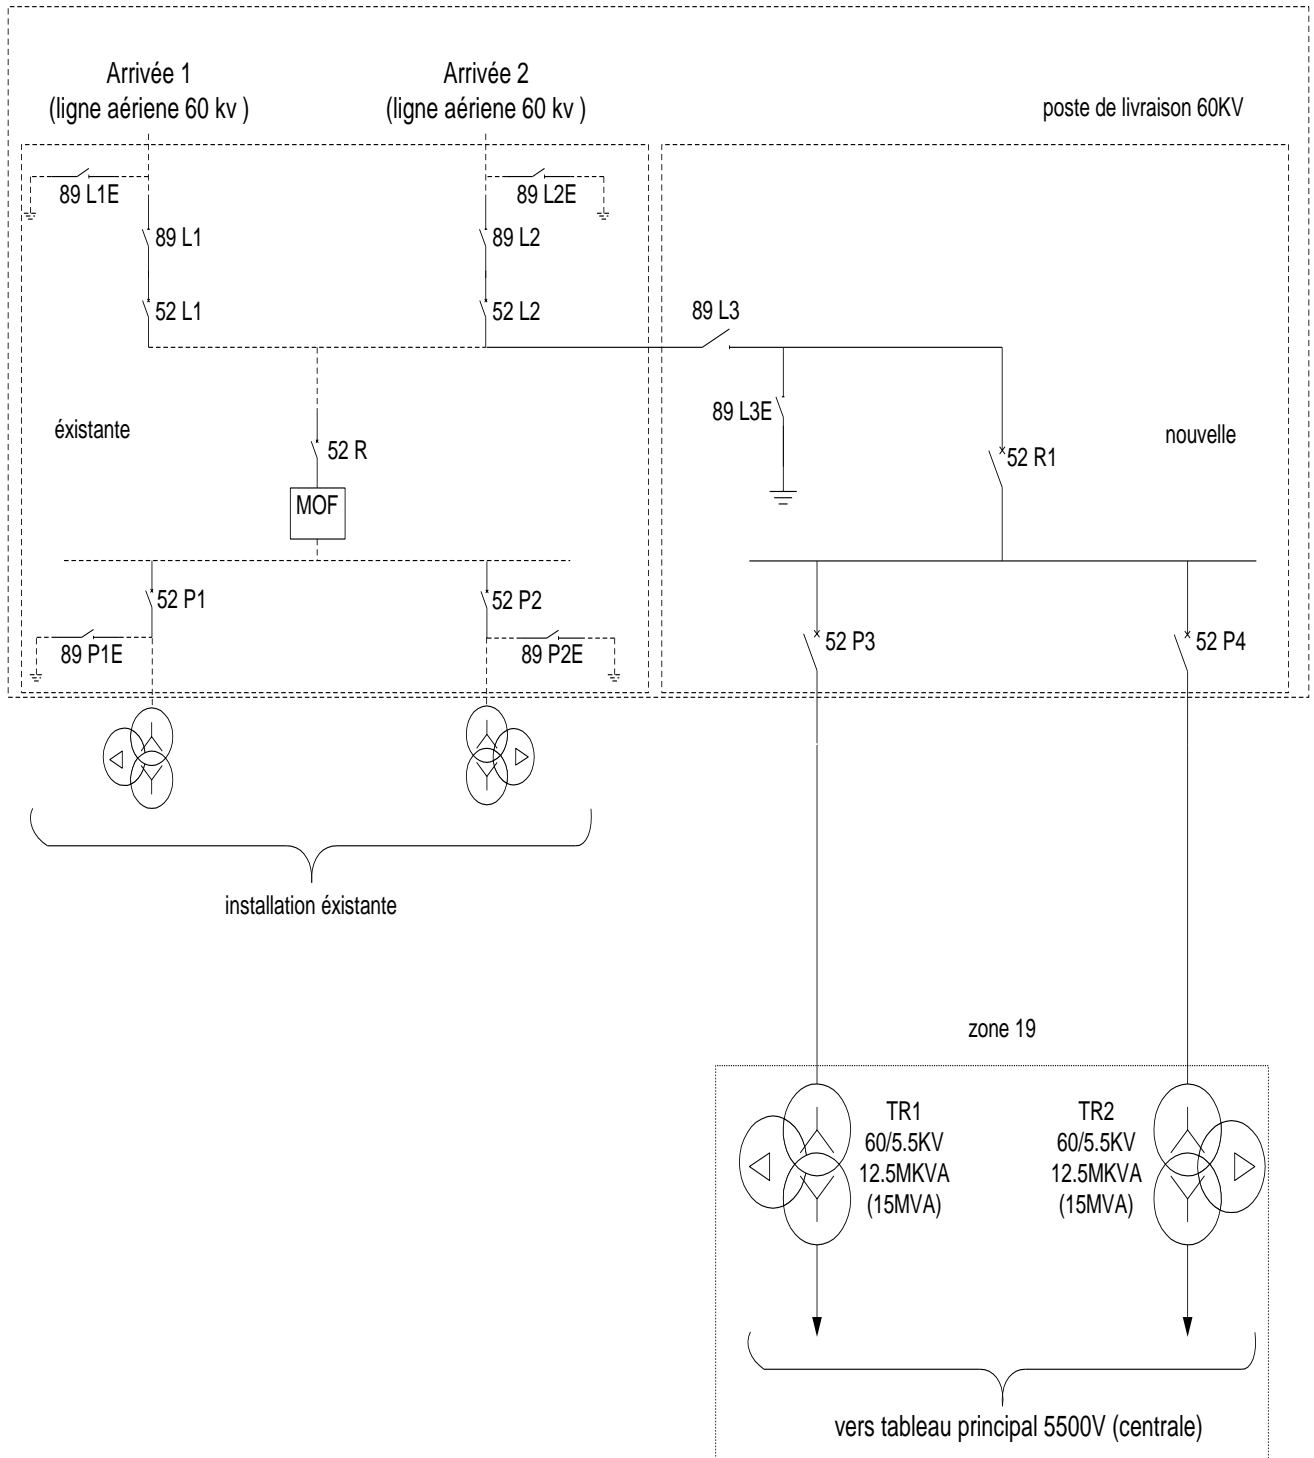 Arrivée 1
(ligne aériene 60 kv )
Arrivée 2
(ligne aériene 60 kv )
poste de livraison 60KV
89 L1E
89 L2E
89 L1
89 L2
52 L1
52 L2
89 L3
89 L3E
éxistante
nouvelle
52 R
52 R1
MOF
52 P1
52 P2
89 P1E
89 P2E
52 P3
52 P4
installation éxistante
zone 19
TR1
60/5.5KV
12.5MKVA
(15MVA)
TR2
60/5.5KV
12.5MKVA
(15MVA)
vers tableau principal 5500V (centrale)